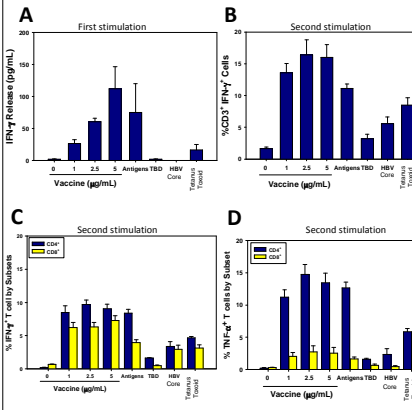 A
First stimulation
IFN-γ Release (pg/mL)
200
150
100
50
0
0 1 2.5 5 Antigens TBD HBV Core Tetanus Toxoid
Vaccine (μg/mL)
B
Second stimulation
%CD3⁺ IFN-γ⁺ Cells
20
15
10
5
0
0 1 2.5 5 Antigens TBD HBV Core Tetanus Toxoid
Vaccine (μg/mL)
C
Second stimulation
% IFN-γ⁺ T cell by Subsets
20
15
10
5
0
CD4⁺
CD8⁺
0 1 2.5 5 Antigens TBD HBV Core Tetanus Toxoid
Vaccine (μg/mL)
D
Second stimulation
% TNF-α⁺ T cells by Subset
20
15
10
5
0
CD4⁺
CD8⁺
0 1 2.5 5 Antigens TBD HBV Core Tetanus
Vaccine (μg/mL)